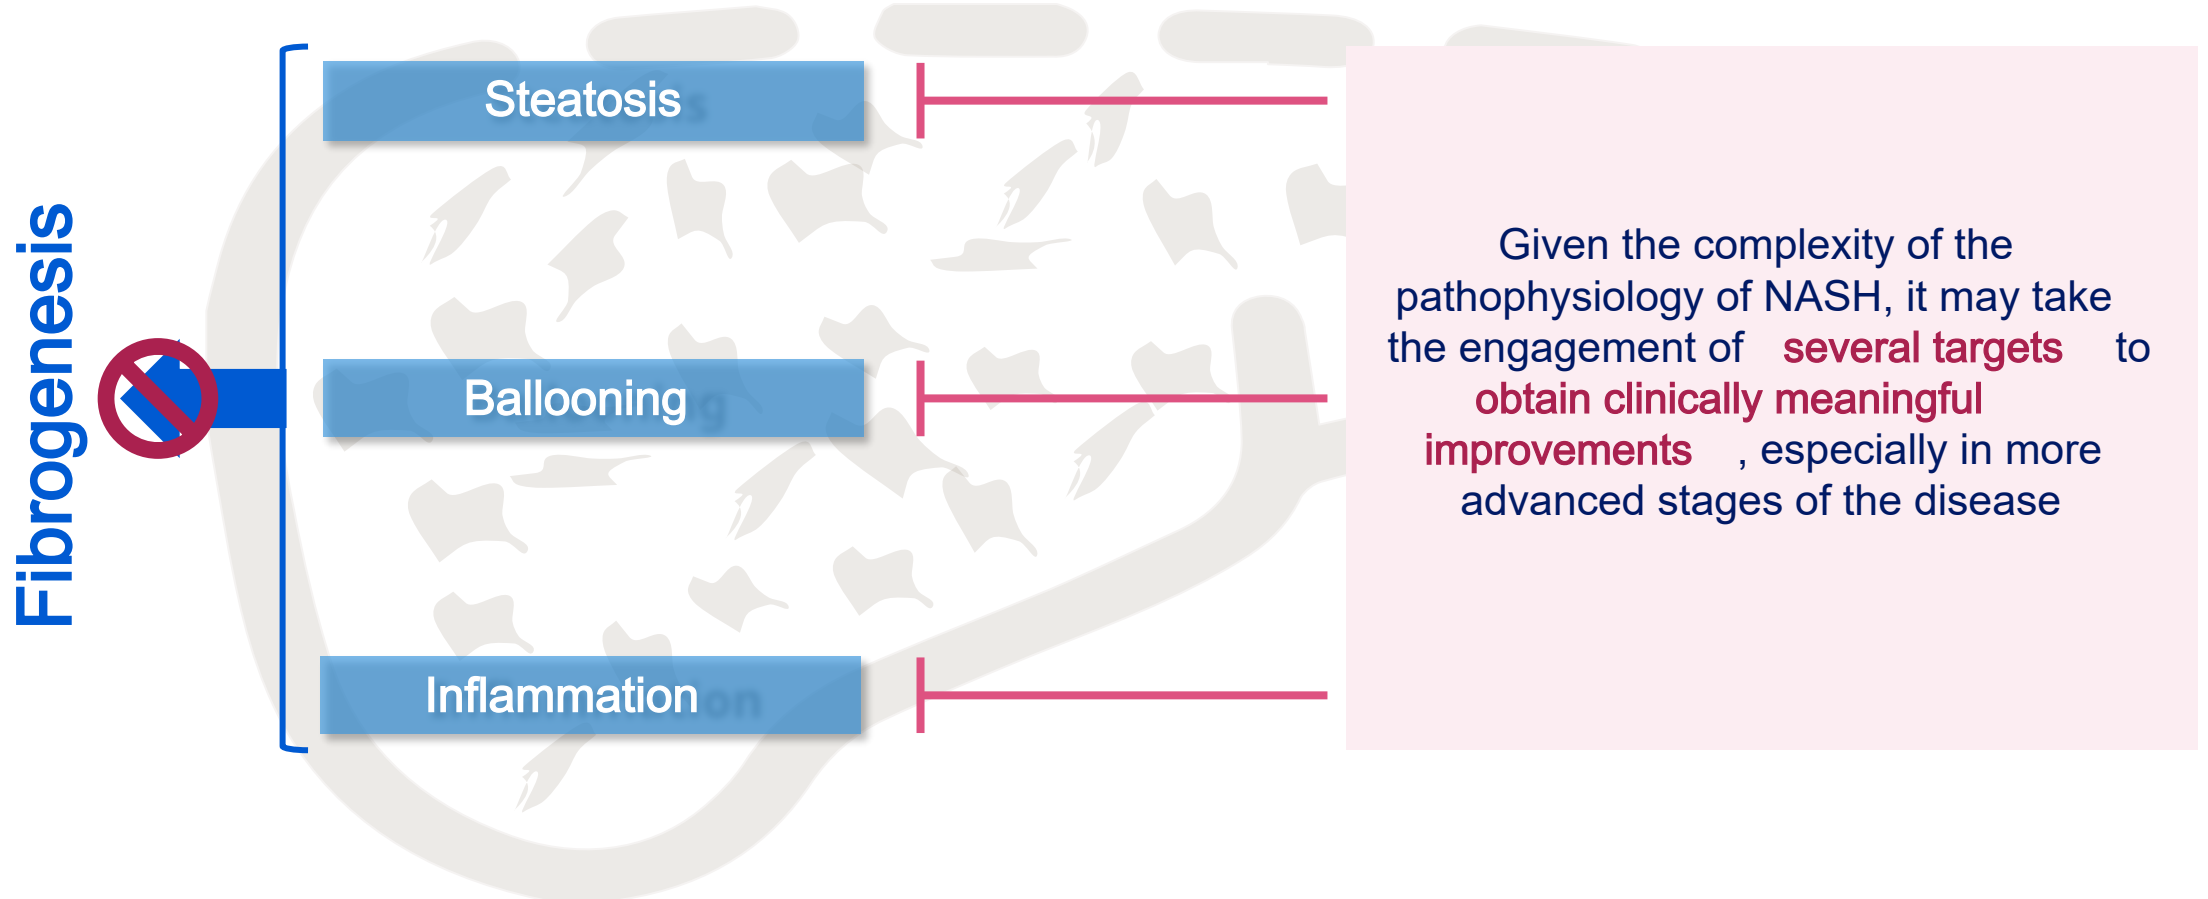 Fibrogenesis
Steatosis
Ballooning
Inflammation
Given the complexity of the
pathophysiology of NASH, it may take
the engagement of several targets to
obtain clinically meaningful
improvements , especially in more
advanced stages of the disease